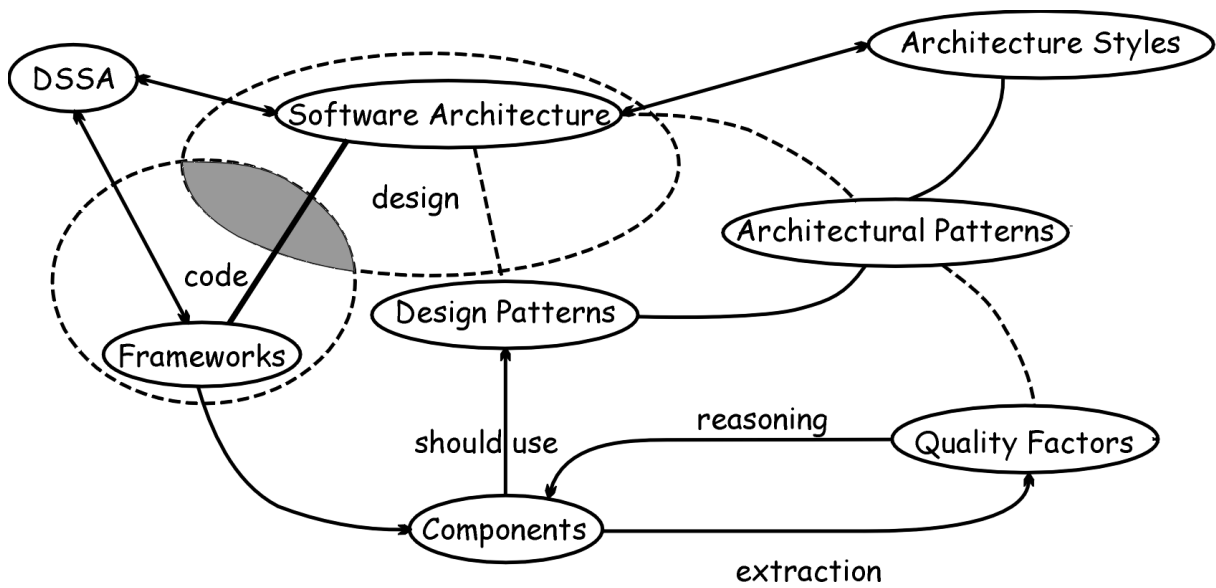 Architecture Styles
DSSA
Software Architecture
design
Architectural Patterns
code
Design Patterns
Frameworks
reasoning
should use
Quality Factors
Components
extraction